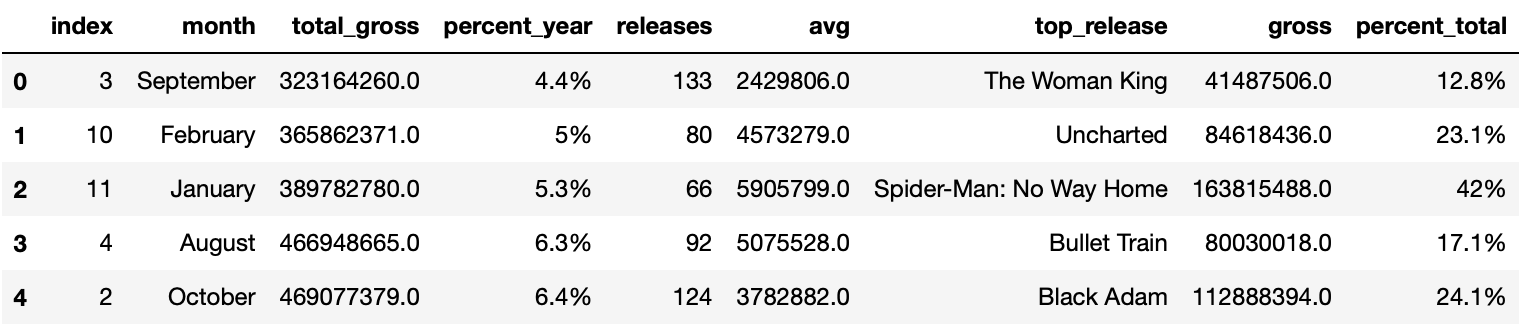 index month total_gross percent_year releases avg top_release gross percent_total
0 3 September 323164260.0 4.4% 133 2429806.0 The Woman King 41487506.0 12.8%
1 10 February 365862371.0 5% 80 4573279.0 Uncharted 84618436.0 23.1%
2 11 January 389782780.0 5.3% 66 5905799.0 Spider-Man: No Way Home 163815488.0 42%
3 4 August 466948665.0 6.3% 92 5075528.0 Bullet Train 80030018.0 17.1%
4 2 October 469077379.0 6.4% 124 3782882.0 Black Adam 112888394.0 24.1%